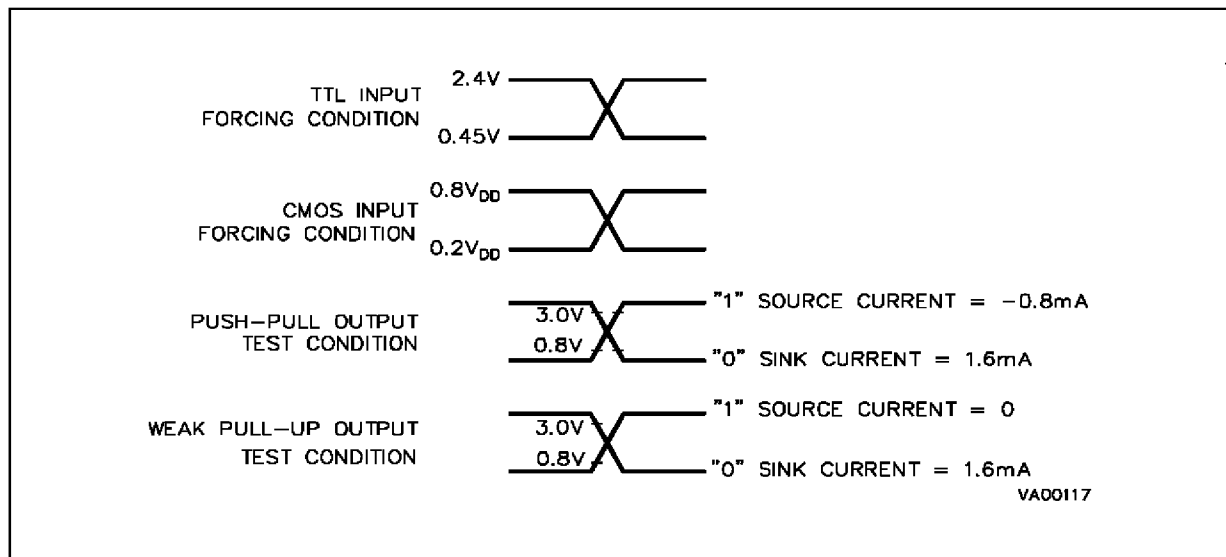 TTL INPUT
FORCING CONDITION
2.4V
0.45V
CMOS INPUT
FORCING CONDITION
0.8VDD
0.2VDD
PUSH-PULL OUTPUT
TEST CONDITION
3.0V
0.8V
"1" SOURCE CURRENT = -0.8mA
"0" SINK CURRENT = 1.6mA
WEAK PULL-UP OUTPUT
TEST CONDITION
3.0V
0.8V
"1" SOURCE CURRENT = 0
"0" SINK CURRENT = 1.6mA
VA00117